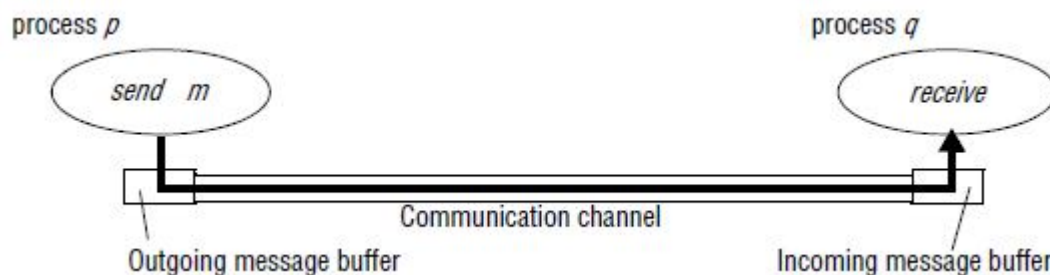 process p
process q
send m
receive
Communication channel
Outgoing message buffer
Incoming message buffer